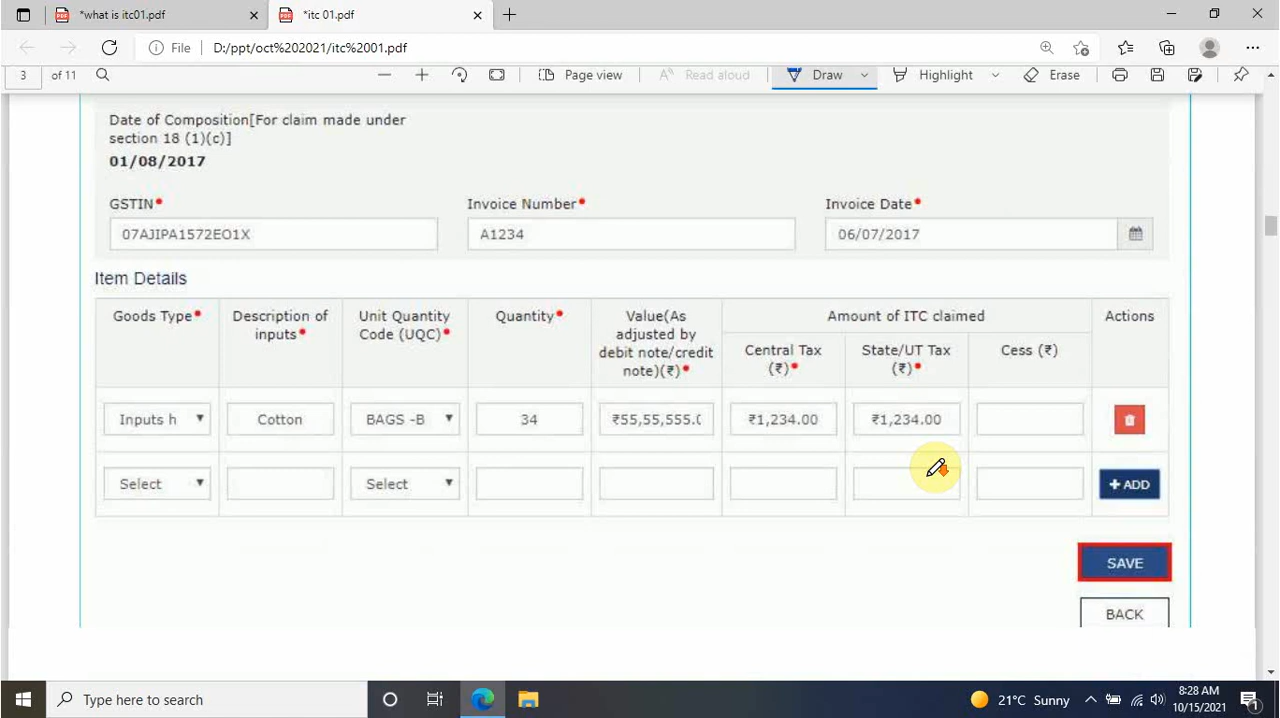 *what is itc01.pdf
*itc 01.pdf
File
D:/ppt/oct%202021/itc%2001.pdf
3
of 11
Page view
Read aloud
Draw
Highlight
Erase
Date of Composition[For claim made under
section 18 (1)(c)]
01/08/2017
GSTIN•
Invoice Number•
Invoice Date•
07AJIPA1572EO1X
A1234
06/07/2017
Item Details
Goods Type•
Description of
inputs•
Unit Quantity
Code (UQC)•
Quantity•
Value(As
adjusted by
debit note/credit
note)(₹)•
Amount of ITC claimed
Central Tax
(₹)•
State/UT Tax
(₹)•
Cess (₹)
Actions
Inputs h
Cotton
BAGS -B
34
₹55,55,555.0
₹1,234.00
₹1,234.00
Select
Select
+ ADD
SAVE
BACK
Type here to search
21°C Sunny
8:28 AM
10/15/2021
1